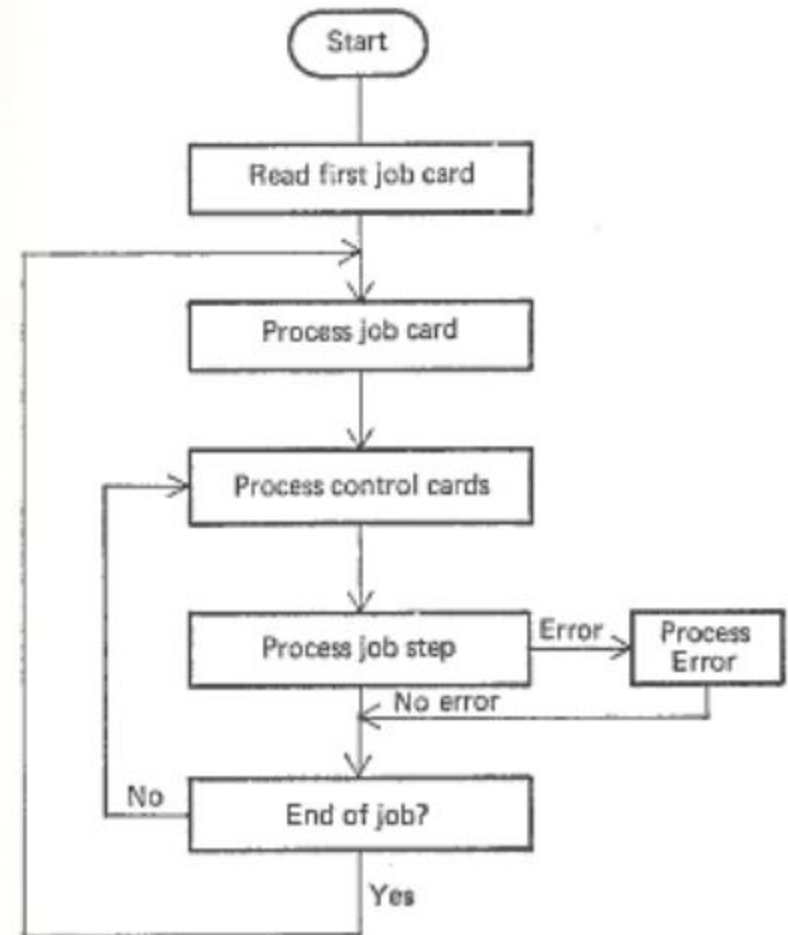 Start
Read first job card
Process job card
Process control cards
Process job step
Error
Process
Error
No error
No
End of job?
Yes